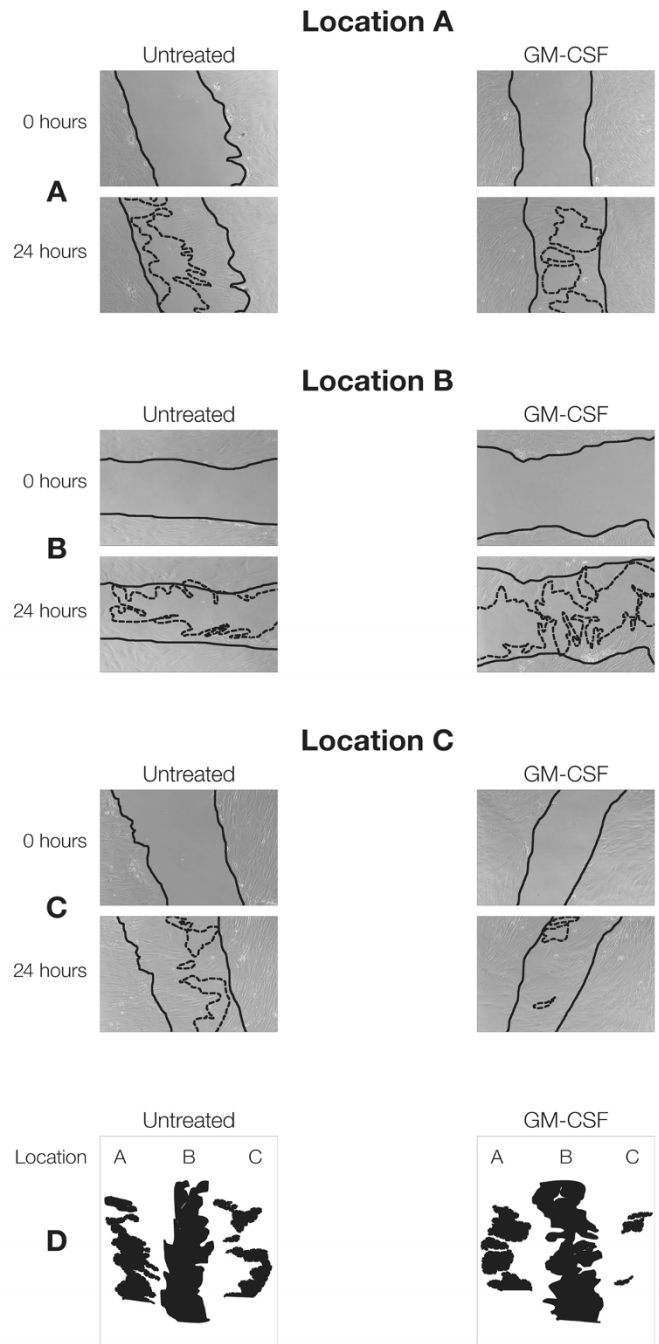 Location A
Untreated GM-CSF
0 hours
A
24 hours
Location B
Untreated GM-CSF
0 hours
B
24 hours
Location C
Untreated GM-CSF
0 hours
C
24 hours
Untreated GM-CSF
Location A B C A B C
D